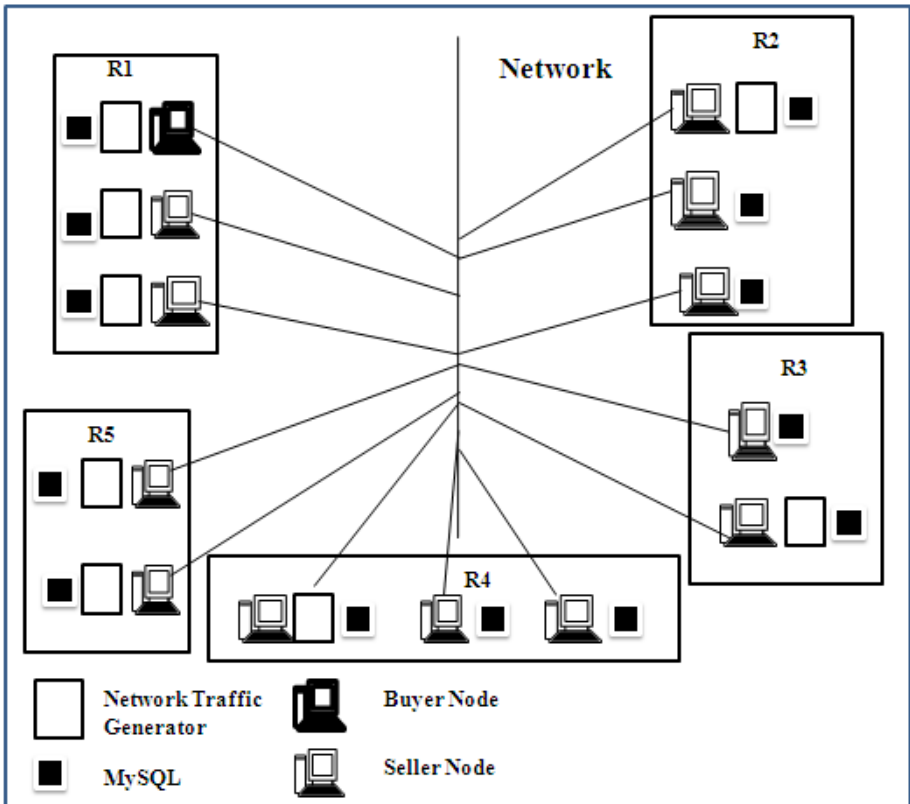 R1
Network
R2
R3
R5
R4
Network Traffic
Generator
Buyer Node
MySQL
Seller Node